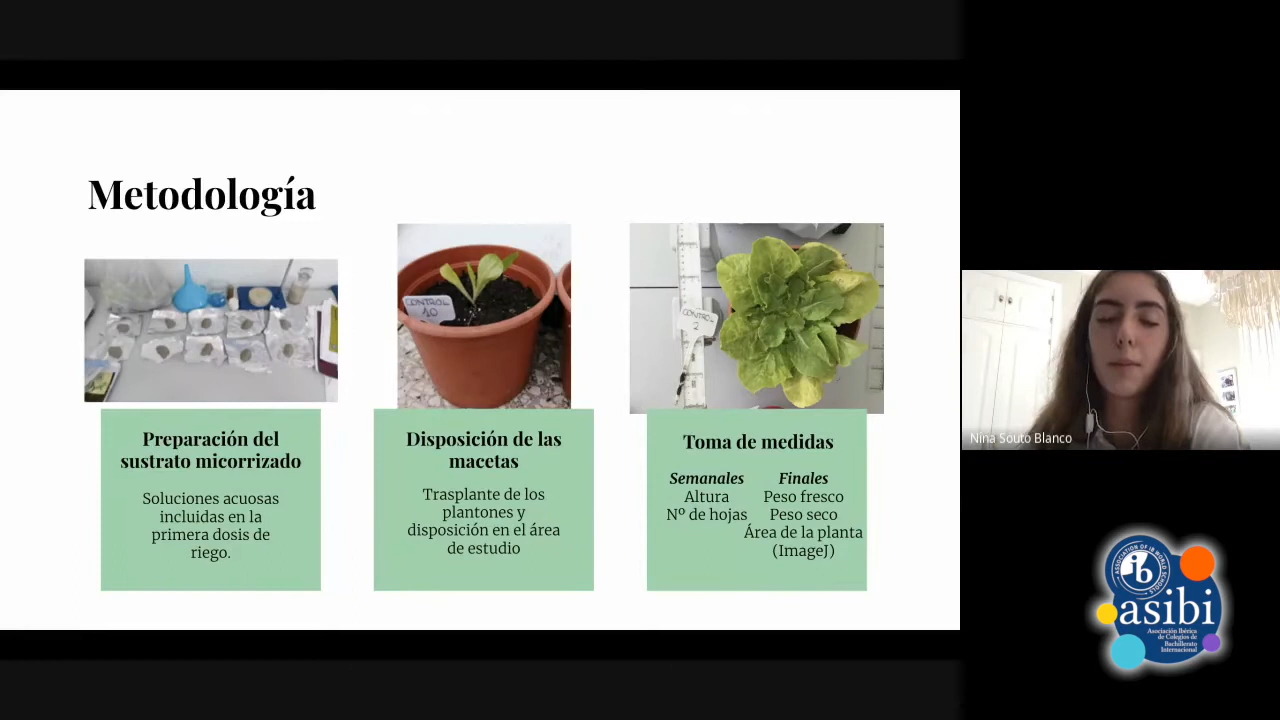 Metodología
CONTROL
10
CONTROL
2
Preparación del
sustrato micorrizado
Soluciones acuosas
incluidas en la
primera dosis de
riego.
Disposición de las
macetas
Trasplante de los
plantones y
disposición en el área
de estudio
Toma de medidas
Semanales
Altura
Nº de hojas
Finales
Peso fresco
Peso seco
Área de la planta
(ImageJ)
Nina Souto Blanco
ASSOCIATION OF IB WORLD SCHOOLS
ib
asibi
Asociación Ibérica
de Colegios de
Bachillerato
Internacional